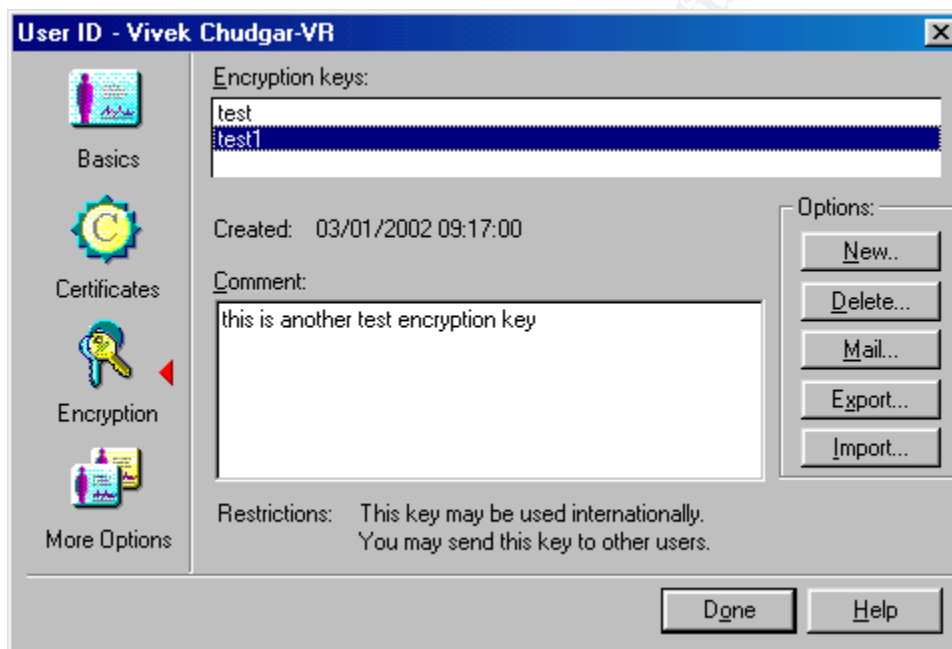 User ID - Vivek Chudgar-VR
Basics
Certificates
Encryption
More Options
Encryption keys:
test
test1
Created: 03/01/2002 09:17:00
Comment:
this is another test encryption key
Options:
New..
Delete...
Mail...
Export...
Import...
Restrictions: This key may be used internationally.
You may send this key to other users.
Done
Help